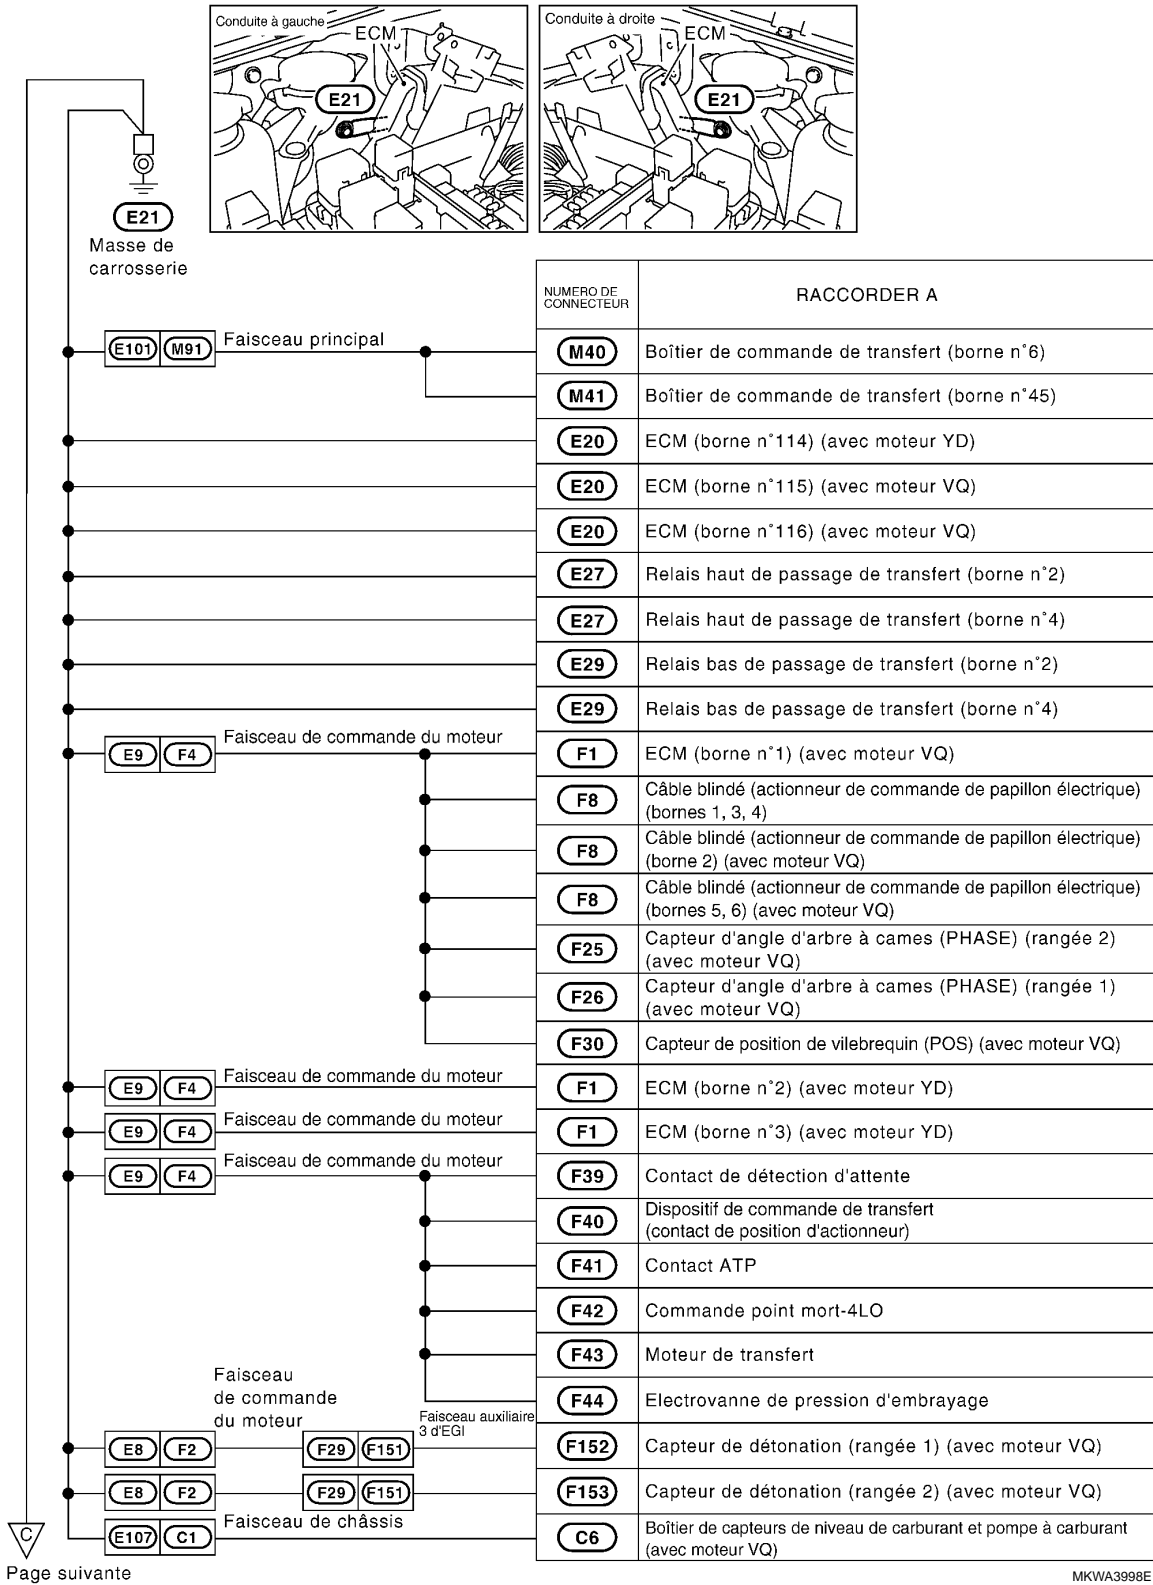 Conduite à gauche
ECM
E21
Conduite à droite
ECM
E21
E21
Masse de
carrosserie
NUMERO DE
CONNECTEUR
RACCORDER A
E101 M91 Faisceau principal
M40 Boîtier de commande de transfert (borne n°6)
M41 Boîtier de commande de transfert (borne n°45)
E20 ECM (borne n°114) (avec moteur YD)
E20 ECM (borne n°115) (avec moteur VQ)
E20 ECM (borne n°116) (avec moteur VQ)
E27 Relais haut de passage de transfert (borne n°2)
E27 Relais haut de passage de transfert (borne n°4)
E29 Relais bas de passage de transfert (borne n°2)
E29 Relais bas de passage de transfert (borne n°4)
E9 F4 Faisceau de commande du moteur
F1 ECM (borne n°1) (avec moteur VQ)
F8 Câble blindé (actionneur de commande de papillon électrique)
(bornes 1, 3, 4)
F8 Câble blindé (actionneur de commande de papillon électrique)
(borne 2) (avec moteur VQ)
F8 Câble blindé (actionneur de commande de papillon électrique)
(bornes 5, 6) (avec moteur VQ)
F25 Capteur d'angle d'arbre à cames (PHASE) (rangée 2)
(avec moteur VQ)
F26 Capteur d'angle d'arbre à cames (PHASE) (rangée 1)
(avec moteur VQ)
F30 Capteur de position de vilebrequin (POS) (avec moteur VQ)
E9 F4 Faisceau de commande du moteur
F1 ECM (borne n°2) (avec moteur YD)
E9 F4 Faisceau de commande du moteur
F1 ECM (borne n°3) (avec moteur YD)
E9 F4 Faisceau de commande du moteur
F39 Contact de détection d'attente
F40 Dispositif de commande de transfert
(contact de position d'actionneur)
F41 Contact ATP
F42 Commande point mort-4LO
F43 Moteur de transfert
F44 Electrovanne de pression d'embrayage
Faisceau
de commande
du moteur
Faisceau auxiliaire
3 d'EGI
E8 F2 F29 F151 F152 Capteur de détonation (rangée 1) (avec moteur VQ)
E8 F2 F29 F151 F153 Capteur de détonation (rangée 2) (avec moteur VQ)
E107 C1 Faisceau de châssis
C6 Boîtier de capteurs de niveau de carburant et pompe à carburant
(avec moteur VQ)
C
Page suivante
MKWA3998E